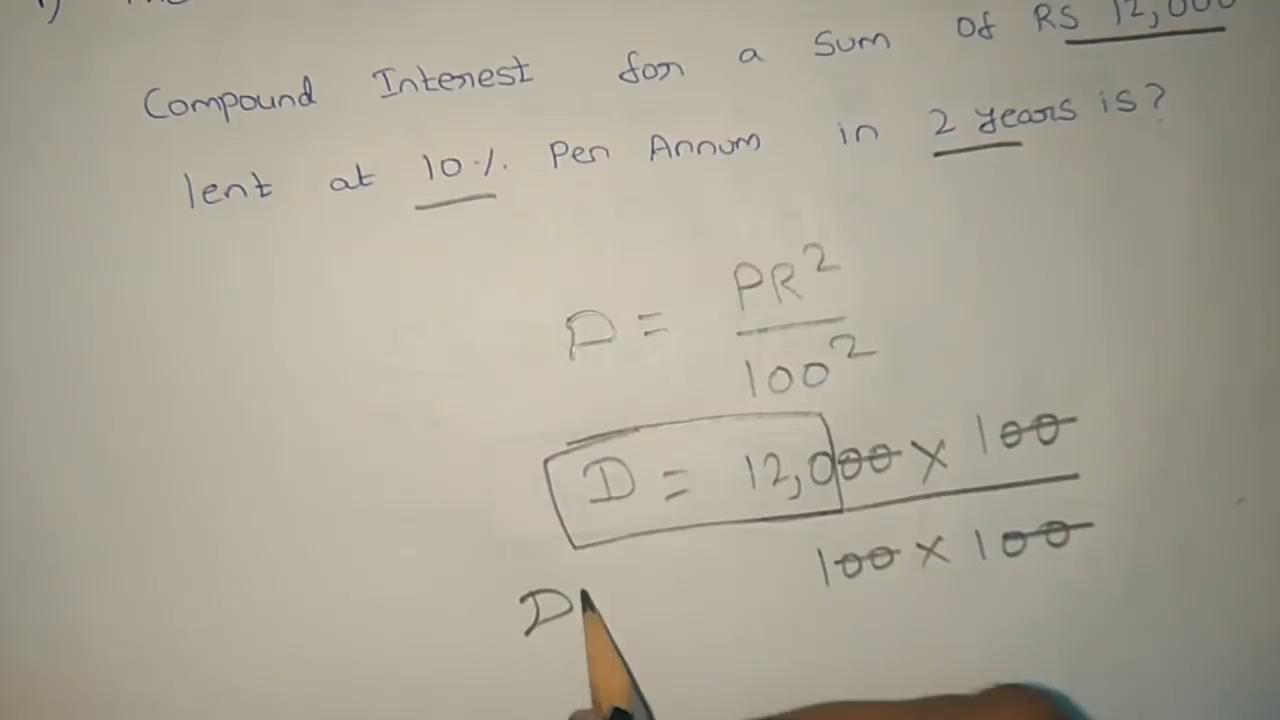 Compound Interest for a Sum of RS 12,000
lent at 10%. Per Annum in 2 years is?
D = PR²
100²
D = 12,000 × 100
100 × 100
D